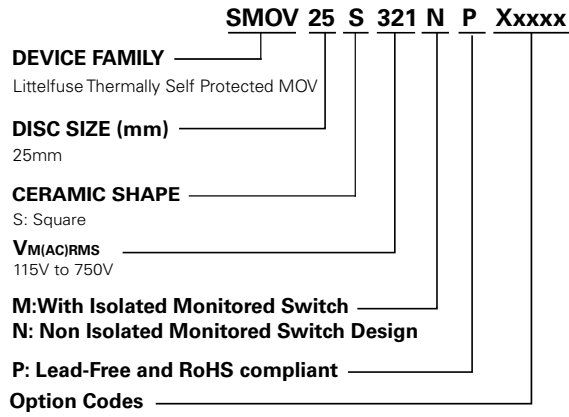 SMOV 25 S 321 N P Xxxxx
DEVICE FAMILY
Littelfuse Thermally Self Protected MOV
DISC SIZE (mm)
25mm
CERAMIC SHAPE
S: Square
VM(AC)RMS
115V to 750V
M:With Isolated Monitored Switch
N: Non Isolated Monitored Switch Design
P: Lead-Free and RoHS compliant
Option Codes